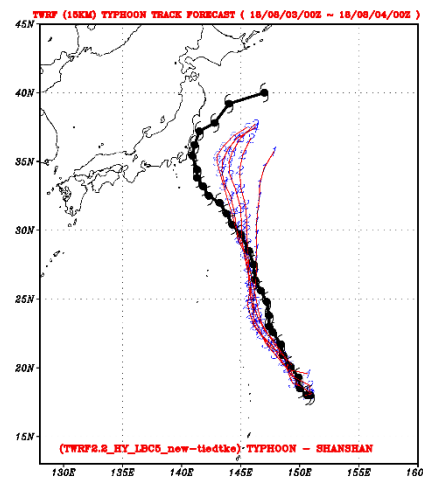 TWRF (15KM) TYPHOON TRACK FORECAST ( 18/08/03/00Z ~ 18/08/04/00Z )
45N
40N
35N
30N
25N
20N
15N
(TWRF2.2_HY_LBC5_new-tiedtke) TYPHOON - SHANSHAN
130E 135E 140E 145E 150E 155E 160E